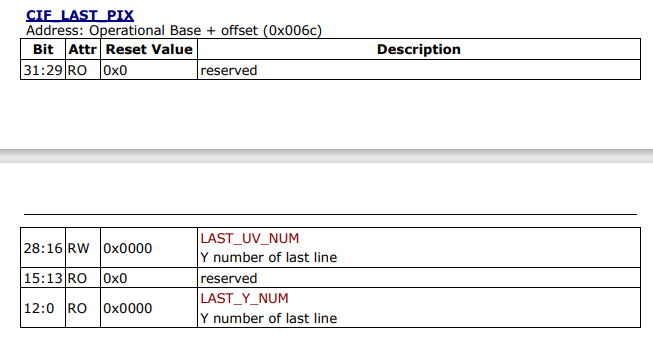 CIF_LAST_PIX
Address: Operational Base + offset (0x006c)
Bit Attr Reset Value Description
31:29 RO 0x0 reserved
28:16 RW 0x0000 LAST_UV_NUM
Y number of last line
15:13 RO 0x0 reserved
12:0 RO 0x0000 LAST_Y_NUM
Y number of last line